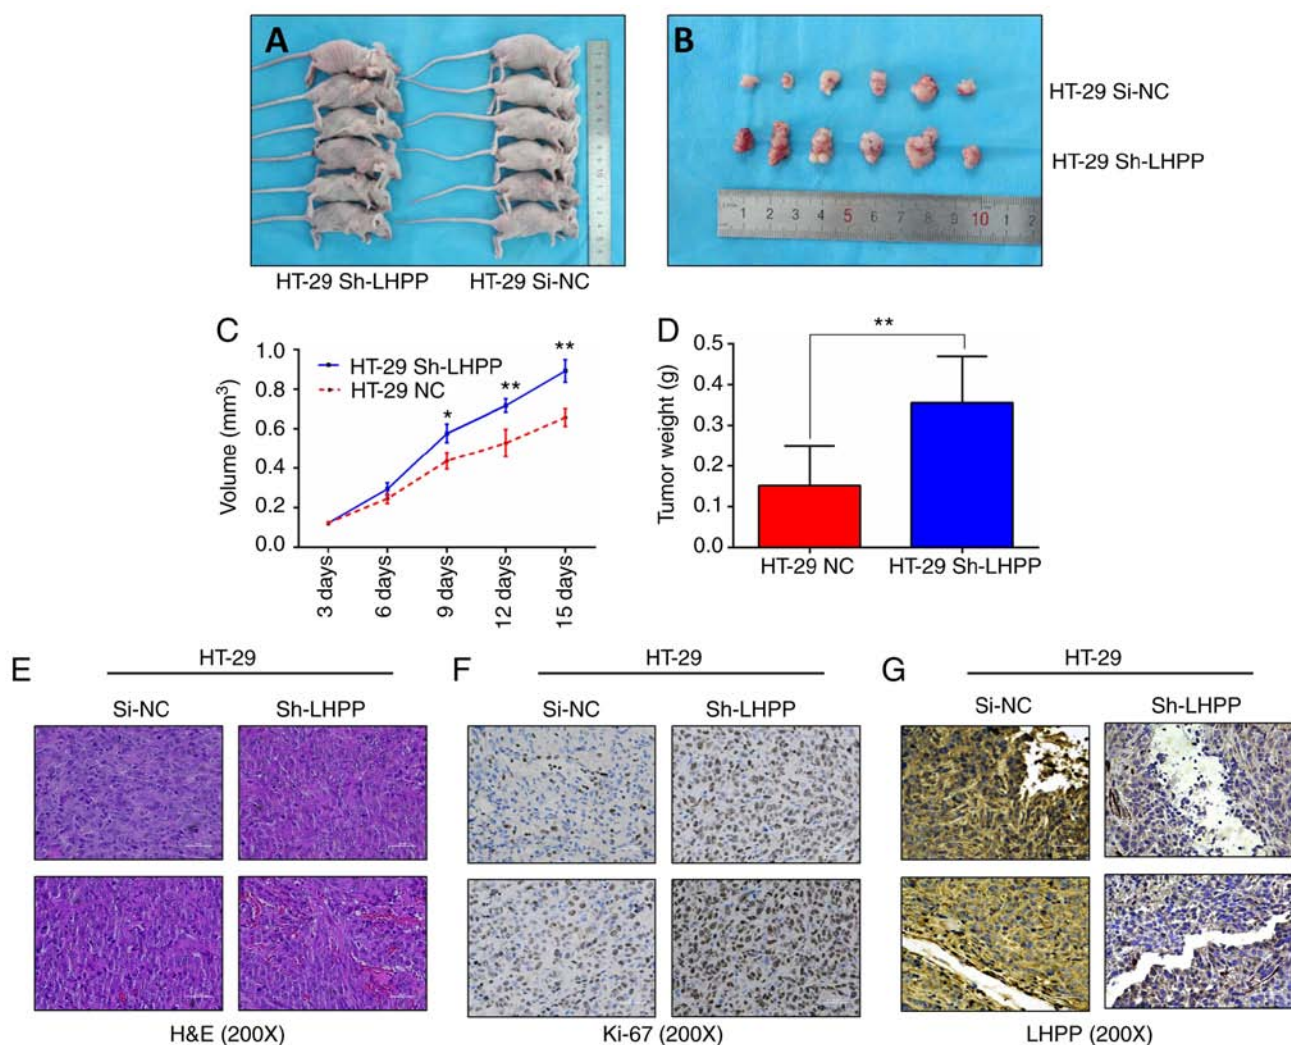 A
B
HT-29 Si-NC
HT-29 Sh-LHPP
1 2 3 4 5 6 7 8 9 10 1 2
HT-29 Sh-LHPP HT-29 Si-NC
C
1.0
0.8
0.6
0.4
0.2
0.0
Volume (mm³)
HT-29 Sh-LHPP
HT-29 NC
*
**
**
3 days
6 days
9 days
12 days
15 days
D
**
0.5
0.4
0.3
0.2
0.1
0.0
Tumor weight (g)
HT-29 NC HT-29 Sh-LHPP
E
HT-29
Si-NC Sh-LHPP
H&E (200X)
F
HT-29
Si-NC Sh-LHPP
Ki-67 (200X)
G
HT-29
Si-NC Sh-LHPP
LHPP (200X)